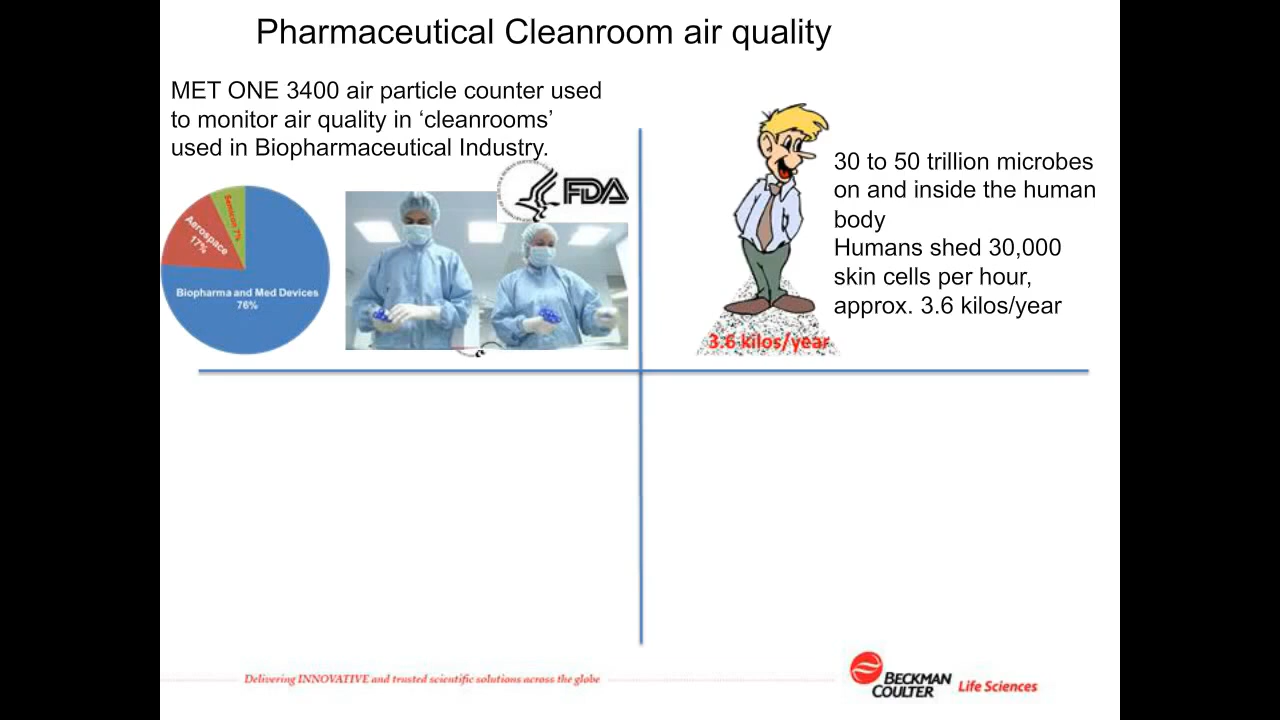 Pharmaceutical Cleanroom air quality
MET ONE 3400 air particle counter used
to monitor air quality in ‘cleanrooms’
used in Biopharmaceutical Industry.
FDA
Semicon 7%
Aerospace
17%
Biopharma and Med Devices
76%
30 to 50 trillion microbes
on and inside the human
body
Humans shed 30,000
skin cells per hour,
approx. 3.6 kilos/year
3.6 kilos/year
Delivering INNOVATIVE and trusted scientific solutions across the globe
BECKMAN
COULTER
Life Sciences